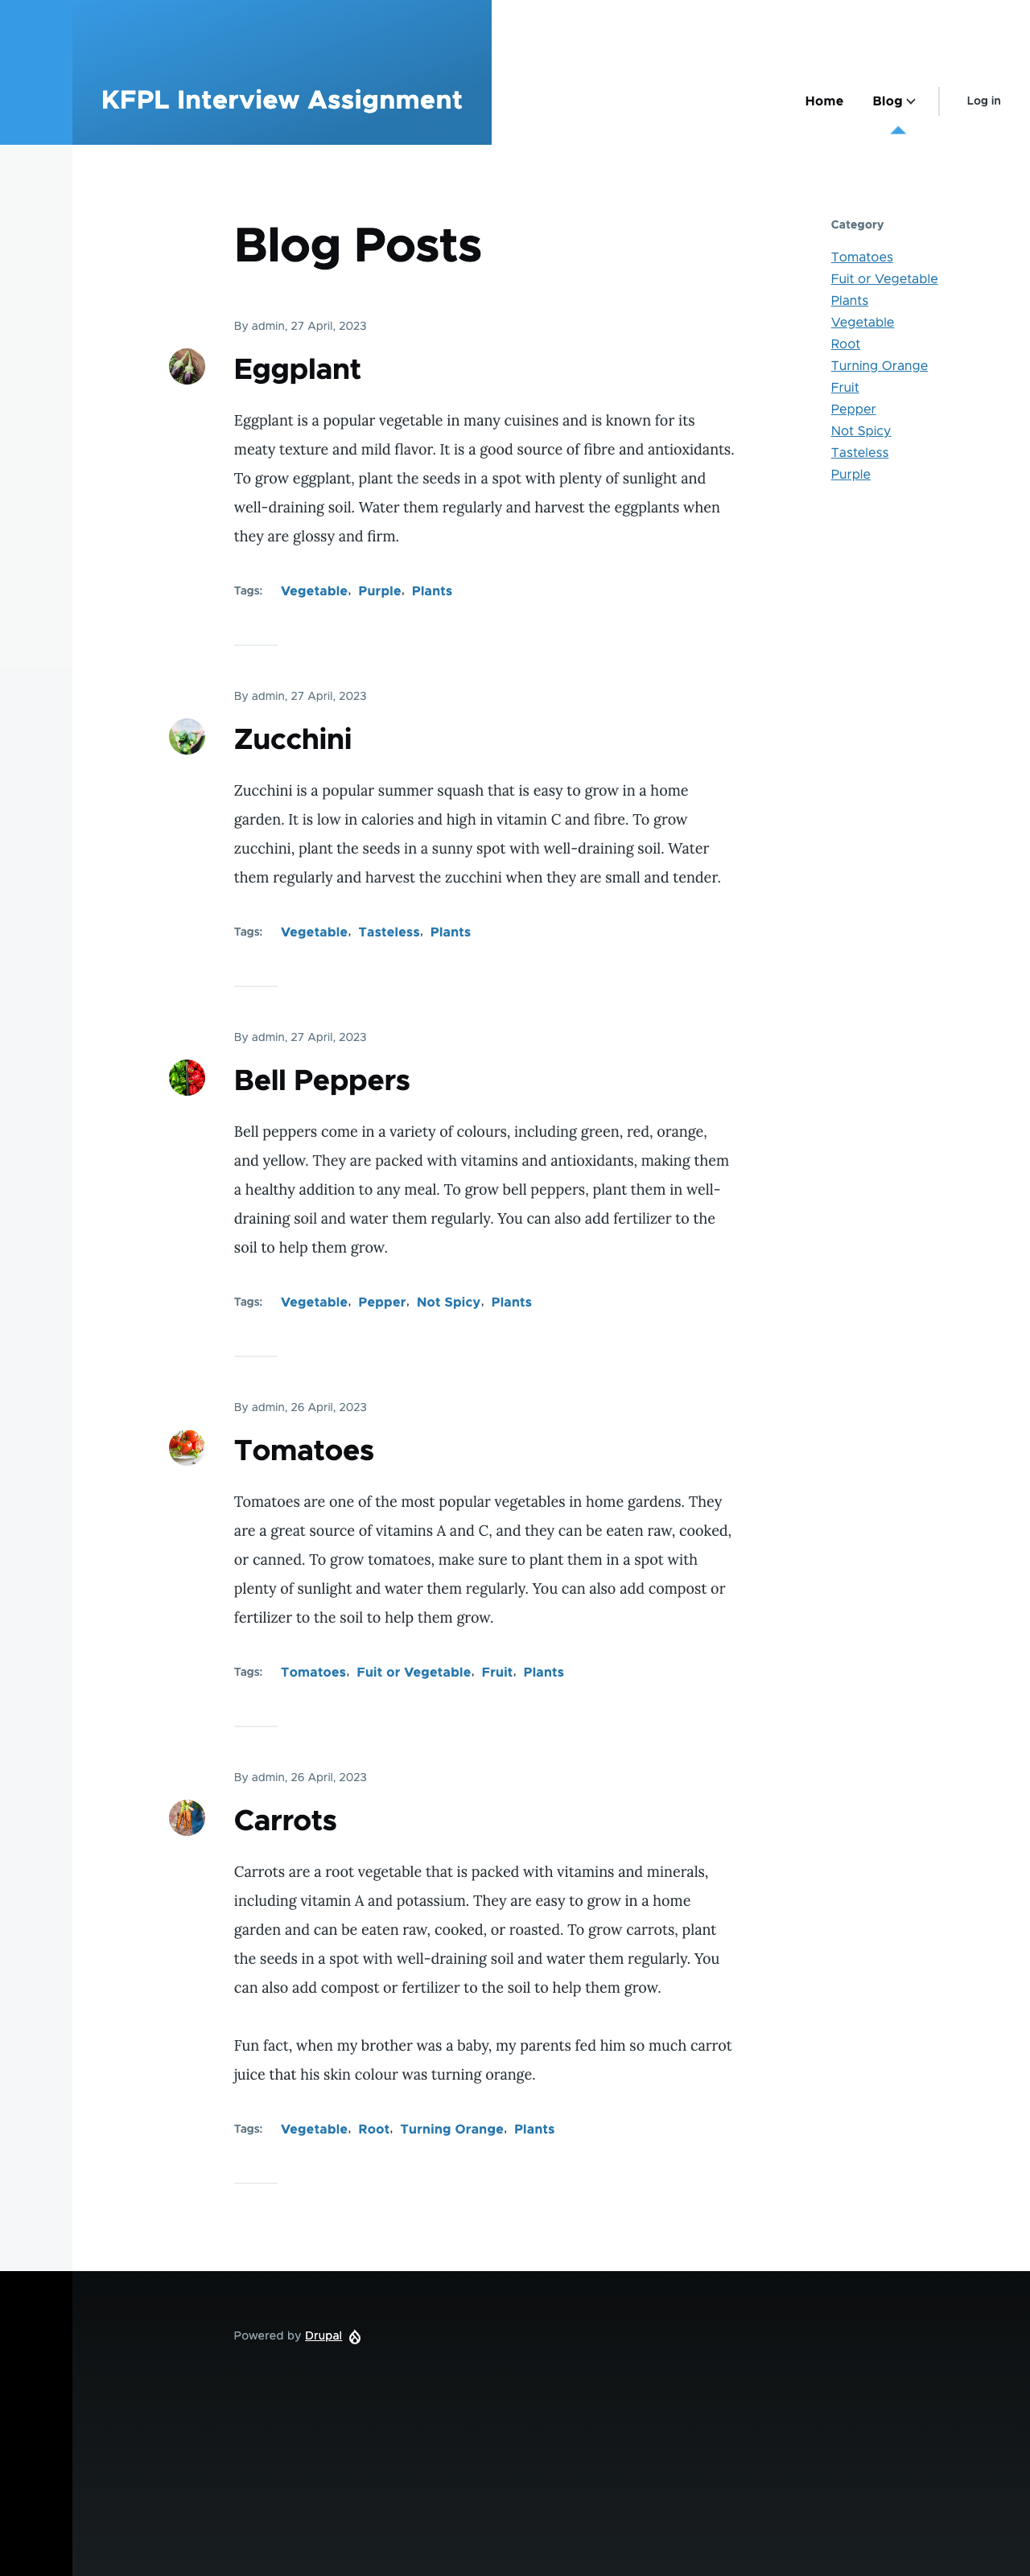 KFPL Interview Assignment
Home
Blog
Log in
Blog Posts
By admin, 27 April, 2023
Eggplant
Eggplant is a popular vegetable in many cuisines and is known for its
meaty texture and mild flavor. It is a good source of fibre and antioxidants.
To grow eggplant, plant the seeds in a spot with plenty of sunlight and
well-draining soil. Water them regularly and harvest the eggplants when
they are glossy and firm.
Tags: Vegetable, Purple, Plants
By admin, 27 April, 2023
Zucchini
Zucchini is a popular summer squash that is easy to grow in a home
garden. It is low in calories and high in vitamin C and fibre. To grow
zucchini, plant the seeds in a sunny spot with well-draining soil. Water
them regularly and harvest the zucchini when they are small and tender.
Tags: Vegetable, Tasteless, Plants
By admin, 27 April, 2023
Bell Peppers
Bell peppers come in a variety of colours, including green, red, orange,
and yellow. They are packed with vitamins and antioxidants, making them
a healthy addition to any meal. To grow bell peppers, plant them in well-
draining soil and water them regularly. You can also add fertilizer to the
soil to help them grow.
Tags: Vegetable, Pepper, Not Spicy, Plants
By admin, 26 April, 2023
Tomatoes
Tomatoes are one of the most popular vegetables in home gardens. They
are a great source of vitamins A and C, and they can be eaten raw, cooked,
or canned. To grow tomatoes, make sure to plant them in a spot with
plenty of sunlight and water them regularly. You can also add compost or
fertilizer to the soil to help them grow.
Tags: Tomatoes, Fuit or Vegetable, Fruit, Plants
By admin, 26 April, 2023
Carrots
Carrots are a root vegetable that is packed with vitamins and minerals,
including vitamin A and potassium. They are easy to grow in a home
garden and can be eaten raw, cooked, or roasted. To grow carrots, plant
the seeds in a spot with well-draining soil and water them regularly. You
can also add compost or fertilizer to the soil to help them grow.
Fun fact, when my brother was a baby, my parents fed him so much carrot
juice that his skin colour was turning orange.
Tags: Vegetable, Root, Turning Orange, Plants
Category
Tomatoes
Fuit or Vegetable
Plants
Vegetable
Root
Turning Orange
Fruit
Pepper
Not Spicy
Tasteless
Purple
Powered by Drupal